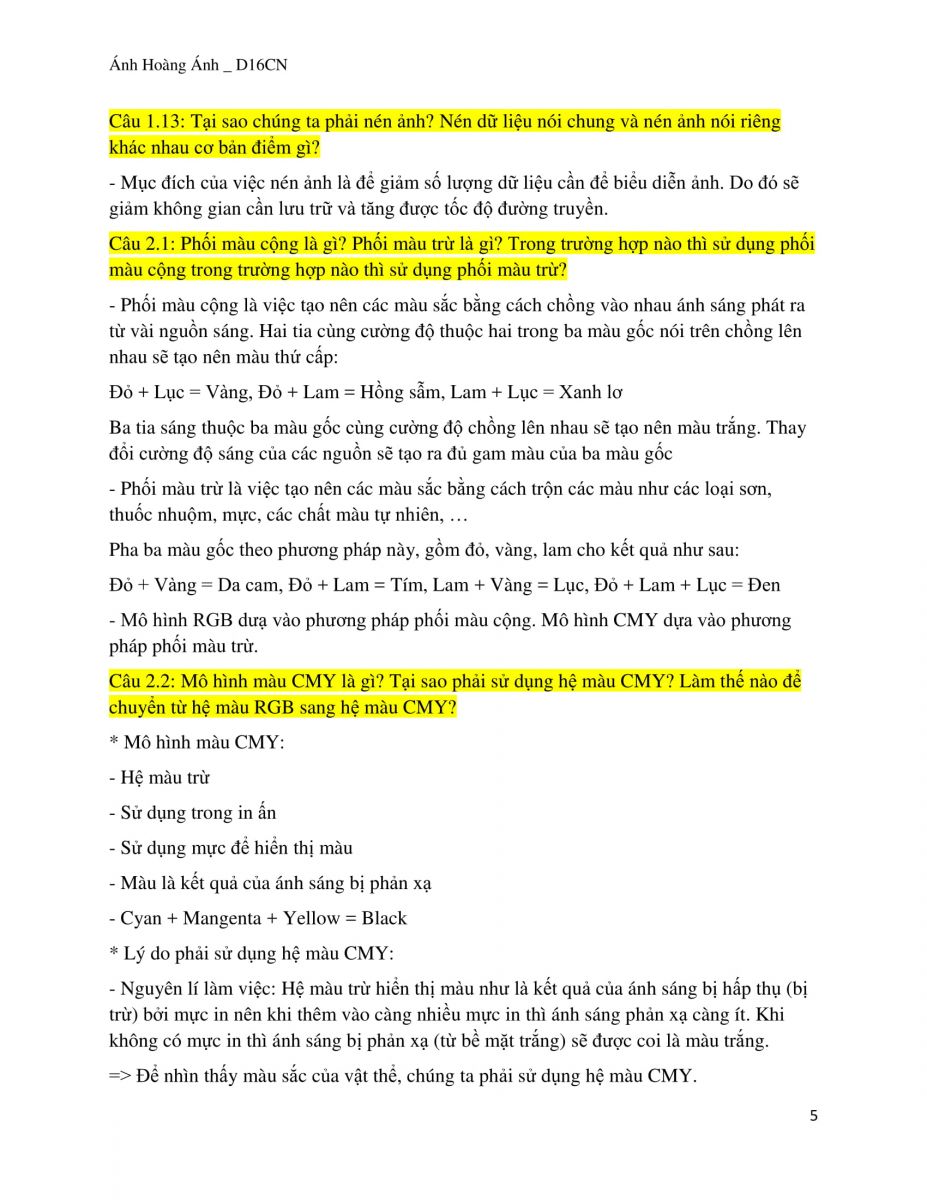 Ánh Hoàng Ánh _ D16CN
Câu 1.13: Tại sao chúng ta phải nén ảnh? Nén dữ liệu nói chung và nén ảnh nói riêng
khác nhau cơ bản điểm gì?
- Mục đích của việc nén ảnh là để giảm số lượng dữ liệu cần để biểu diễn ảnh. Do đó sẽ
giảm không gian cần lưu trữ và tăng được tốc độ đường truyền.
Câu 2.1: Phối màu cộng là gì? Phối màu trừ là gì? Trong trường hợp nào thì sử dụng phối
màu cộng trong trường hợp nào thì sử dụng phối màu trừ?
- Phối màu cộng là việc tạo nên các màu sắc bằng cách chồng vào nhau ánh sáng phát ra
từ vài nguồn sáng. Hai tia cùng cường độ thuộc hai trong ba màu gốc nói trên chồng lên
nhau sẽ tạo nên màu thứ cấp:
Đỏ + Lục = Vàng, Đỏ + Lam = Hồng sẫm, Lam + Lục = Xanh lơ
Ba tia sáng thuộc ba màu gốc cùng cường độ chồng lên nhau sẽ tạo nên màu trắng. Thay
đổi cường độ sáng của các nguồn sẽ tạo ra đủ gam màu của ba màu gốc
- Phối màu trừ là việc tạo nên các màu sắc bằng cách trộn các màu như các loại sơn,
thuốc nhuộm, mực, các chất màu tự nhiên, …
Pha ba màu gốc theo phương pháp này, gồm đỏ, vàng, lam cho kết quả như sau:
Đỏ + Vàng = Da cam, Đỏ + Lam = Tím, Lam + Vàng = Lục, Đỏ + Lam + Lục = Đen
- Mô hình RGB dưạ vào phương pháp phối màu cộng. Mô hình CMY dựa vào phương
pháp phối màu trừ.
Câu 2.2: Mô hình màu CMY là gì? Tại sao phải sử dụng hệ màu CMY? Làm thế nào để
chuyển từ hệ màu RGB sang hệ màu CMY?
* Mô hình màu CMY:
- Hệ màu trừ
- Sử dụng trong in ấn
- Sử dụng mực để hiển thị màu
- Màu là kết quả của ánh sáng bị phản xạ
- Cyan + Mangenta + Yellow = Black
* Lý do phải sử dụng hệ màu CMY:
- Nguyên lí làm việc: Hệ màu trừ hiển thị màu như là kết quả của ánh sáng bị hấp thụ (bị
trừ) bởi mực in nên khi thêm vào càng nhiều mực in thì ánh sáng phản xạ càng ít. Khi
không có mực in thì ánh sáng bị phản xạ (từ bề mặt trắng) sẽ được coi là màu trắng.
=> Để nhìn thấy màu sắc của vật thể, chúng ta phải sử dụng hệ màu CMY.
5